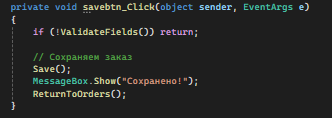 private void savebtn_Click(object sender, EventArgs e)
{
if (!ValidateFields()) return;
// Сохраняем заказ
Save();
MessageBox.Show("Сохранено!");
ReturnToOrders();
}